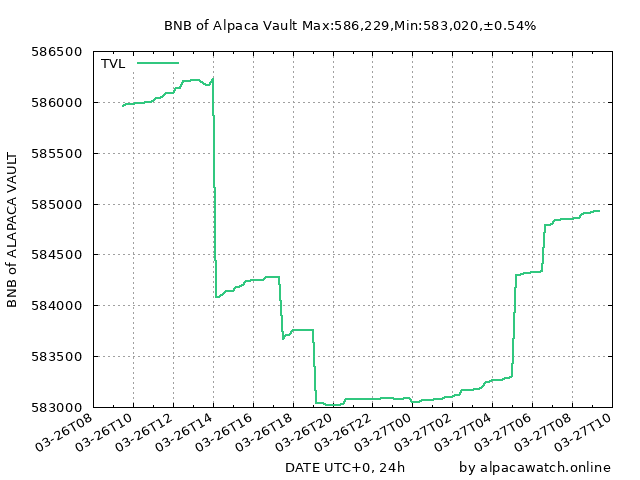 BNB of Alpaca Vault Max:586,229,Min:583,020,±0.54%
TVL
586500
586000
585500
585000
584500
584000
583500
583000
BNB of ALAPACA VAULT
03-26T08
03-26T10
03-26T12
03-26T14
03-26T16
03-26T18
03-26T20
03-26T22
03-27T00
03-27T02
03-27T04
03-27T06
03-27T08
03-27T10
DATE UTC+0, 24h
by alpacawatch.online